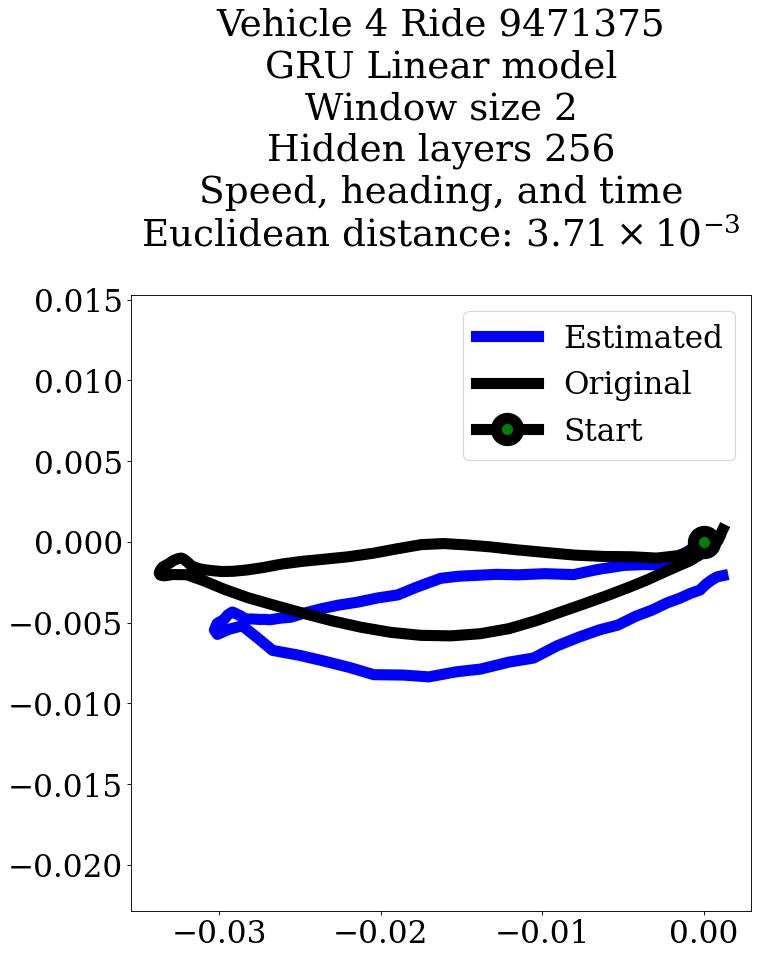 Vehicle 4 Ride 9471375
GRU Linear model
Window size 2
Hidden layers 256
Speed, heading, and time
Euclidean distance: 3.71 × 10⁻³
0.015
Estimated
0.010
Original
0.005
Start
0.000
−0.005
−0.010
−0.015
−0.020
−0.03 −0.02 −0.01 0.00